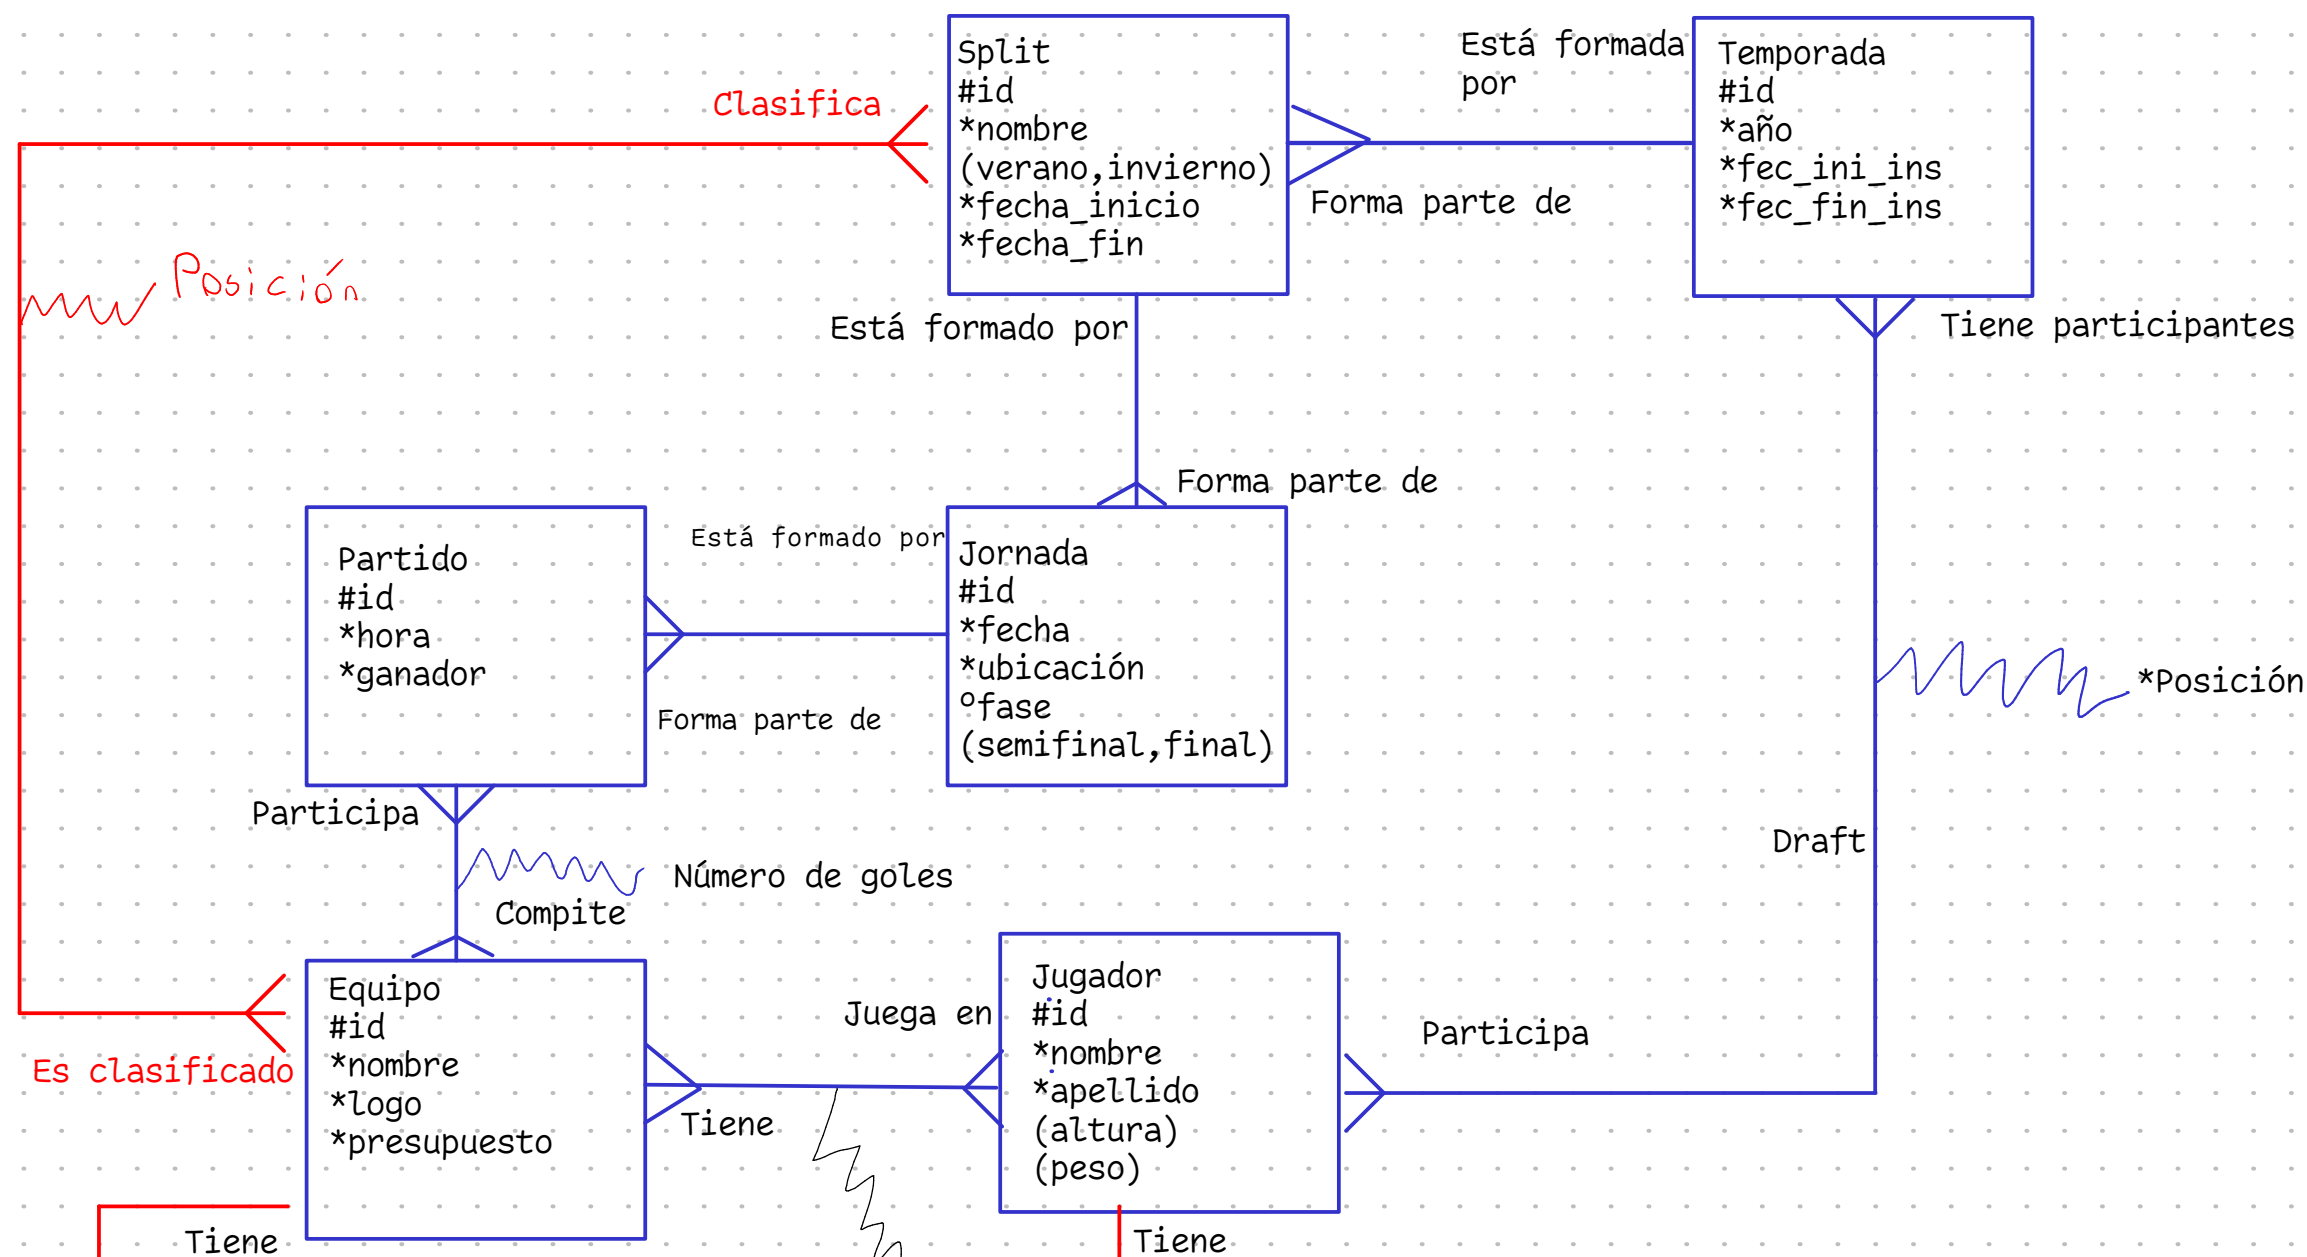 Split
#id
*nombre
(verano,invierno)
*fecha_inicio
*fecha_fin
Está formada
por
Forma parte de
Temporada
#id
*año
*fec_ini_ins
*fec_fin_ins
Clasifica
Posición
Está formado por
Tiene participantes
Forma parte de
Partido
#id
*hora
*ganador
Está formado por
Forma parte de
Jornada
#id
*fecha
*ubicación
ºfase
(semifinal,final)
*Posición
Participa
Número de goles
Compite
Draft
Equipo
#id
*nombre
*logo
*presupuesto
Es clasificado
Juega en
Tiene
Jugador
#id
*nombre
*apellido
(altura)
(peso)
Participa
Tiene
Tiene